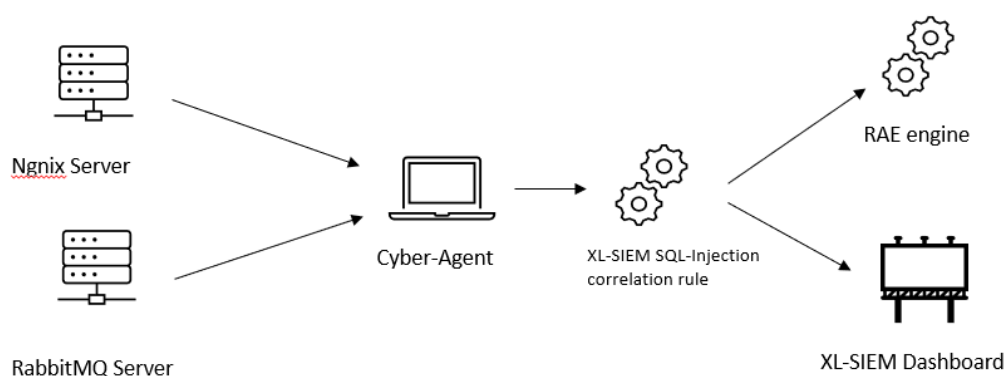 Ngnix Server
RabbitMQ Server
Cyber-Agent
XL-SIEM SQL-Injection
correlation rule
RAE engine
XL-SIEM Dashboard